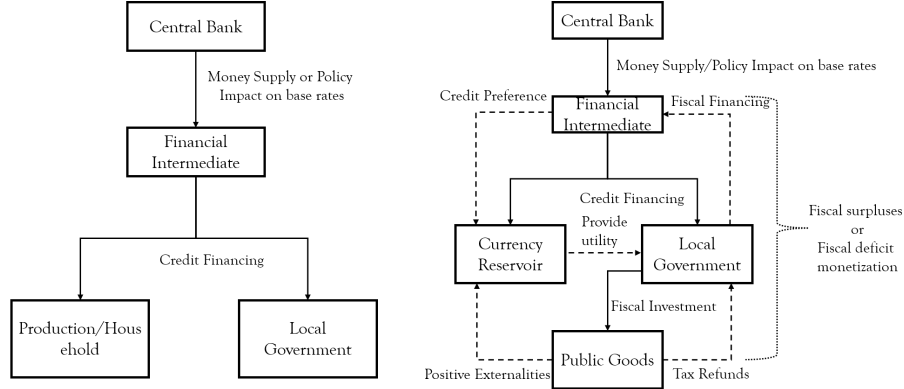 Central Bank
Money Supply or Policy
Impact on base rates
Financial
Intermediate
Credit Financing
Production/Hous
ehold
Local
Government
Central Bank
Money Supply/Policy Impact on base rates
Credit Preference
Financial
Intermediate
Fiscal Financing
Credit Financing
Provide
utility
Currency
Reservoir
Local
Government
Fiscal surpluses
or
Fiscal deficit
monetization
Fiscal Investment
Public Goods
Positive Externalities
Tax Refunds